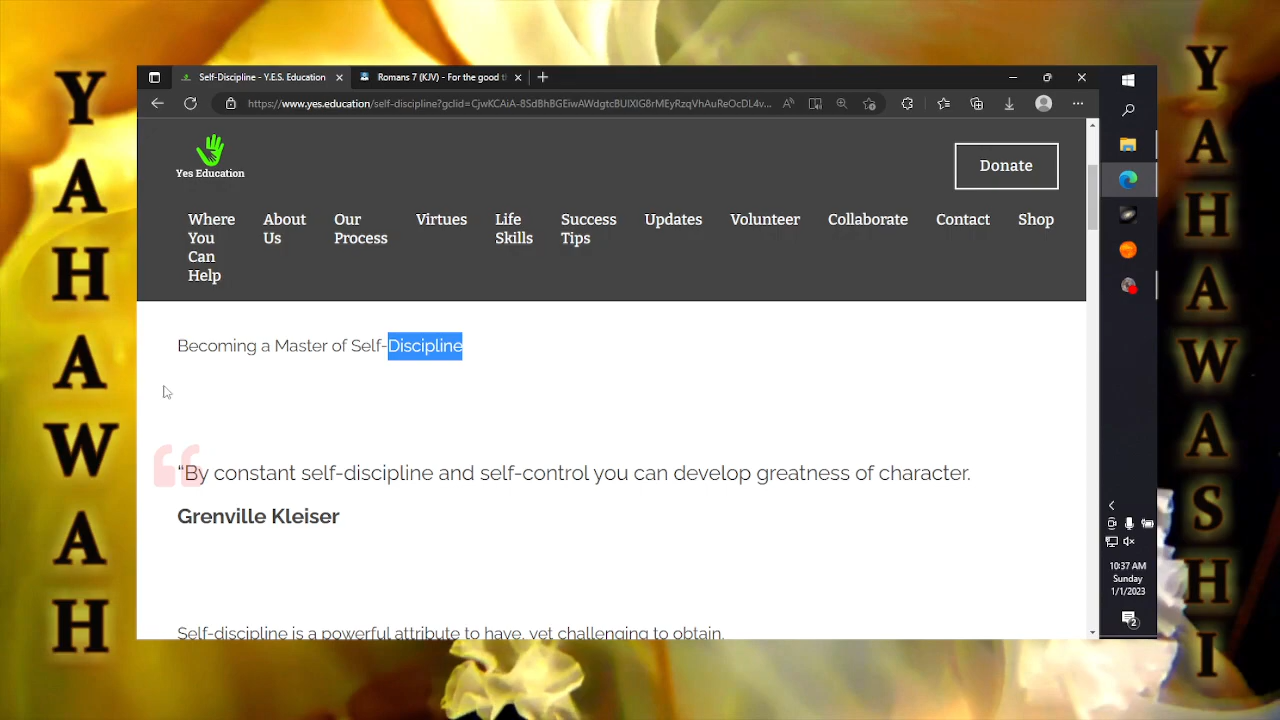 YAHAWAH
Self-Discipline - Y.E.S. Education
Romans 7 (KJV) - For the good t
https://www.yes.education/self-discipline?gclid=CjwKCAiA-8SdBhBGEiwAWdgtcBUIXlG8rMEyRzqVhAuReOcDL4v...
Yes Education
Donate
Where You Can Help
About Us
Our Process
Virtues
Life Skills
Success Tips
Updates
Volunteer
Collaborate
Contact
Shop
Becoming a Master of Self-Discipline
“By constant self-discipline and self-control you can develop greatness of character.
Grenville Kleiser
Self-discipline is a powerful attribute to have, yet challenging to obtain.
10:37 AM
Sunday
1/1/2023
2
YAHAWASHI